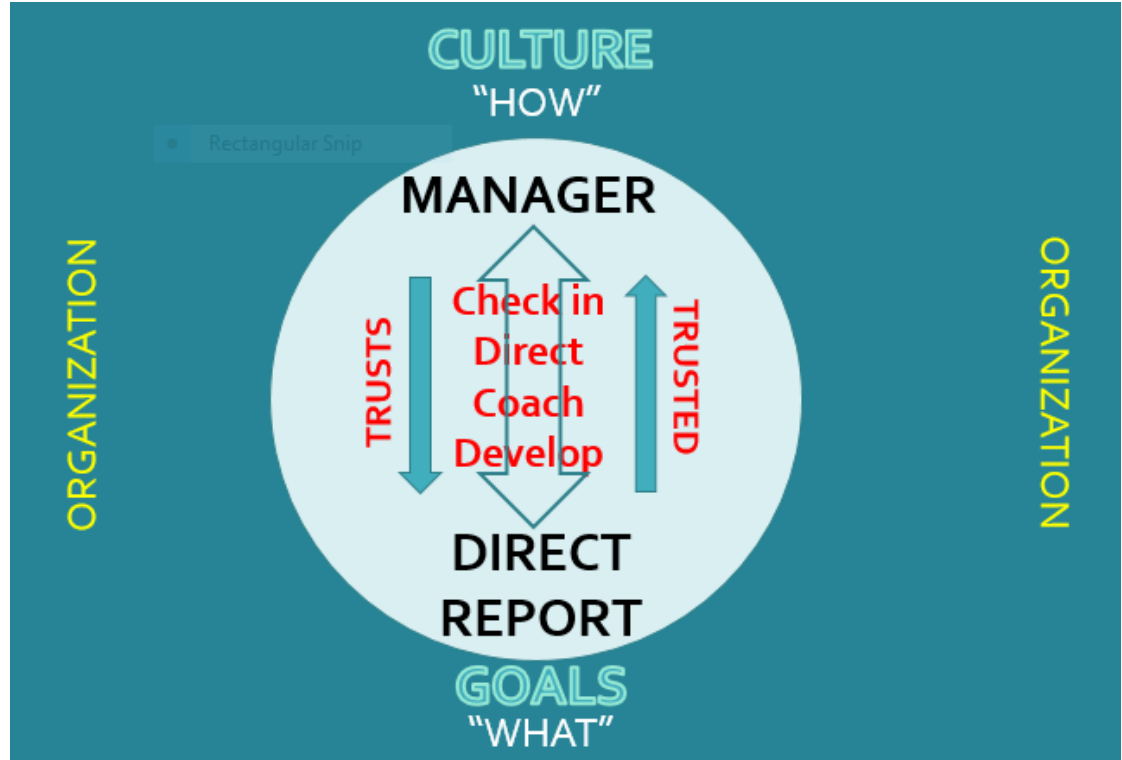 CULTURE
“HOW”
Rectangular Snip
MANAGER
ORGANIZATION
TRUSTS
Check in
Direct
Coach
Develop
TRUSTED
ORGANIZATION
DIRECT
REPORT
GOALS
“WHAT”